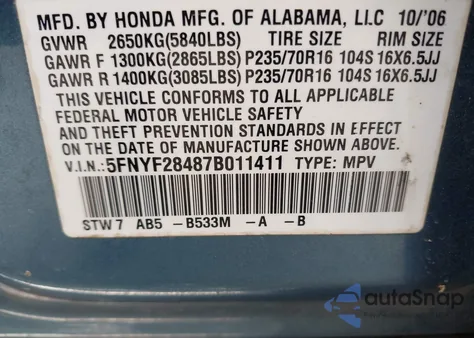 MFD. BY HONDA MFG. OF ALABAMA, LLC 10/'06
GVWR 2650KG(5840LBS) TIRE SIZE RIM SIZE
GAWR F 1300KG(2865LBS) P235/70R16 104S 16X6.5JJ
GAWR R 1400KG(3085LBS) P235/70R16 104S 16X6.5JJ
THIS VEHICLE CONFORMS TO ALL APPLICABLE
FEDERAL MOTOR VEHICLE SAFETY
AND THEFT PREVENTION STANDARDS IN EFFECT
ON THE DATE OF MANUFACTURE SHOWN ABOVE.
V.I.N.: 5FNYF28487B011411 TYPE: MPV
STW7 AB5 -B533M -A -B
autoSnap